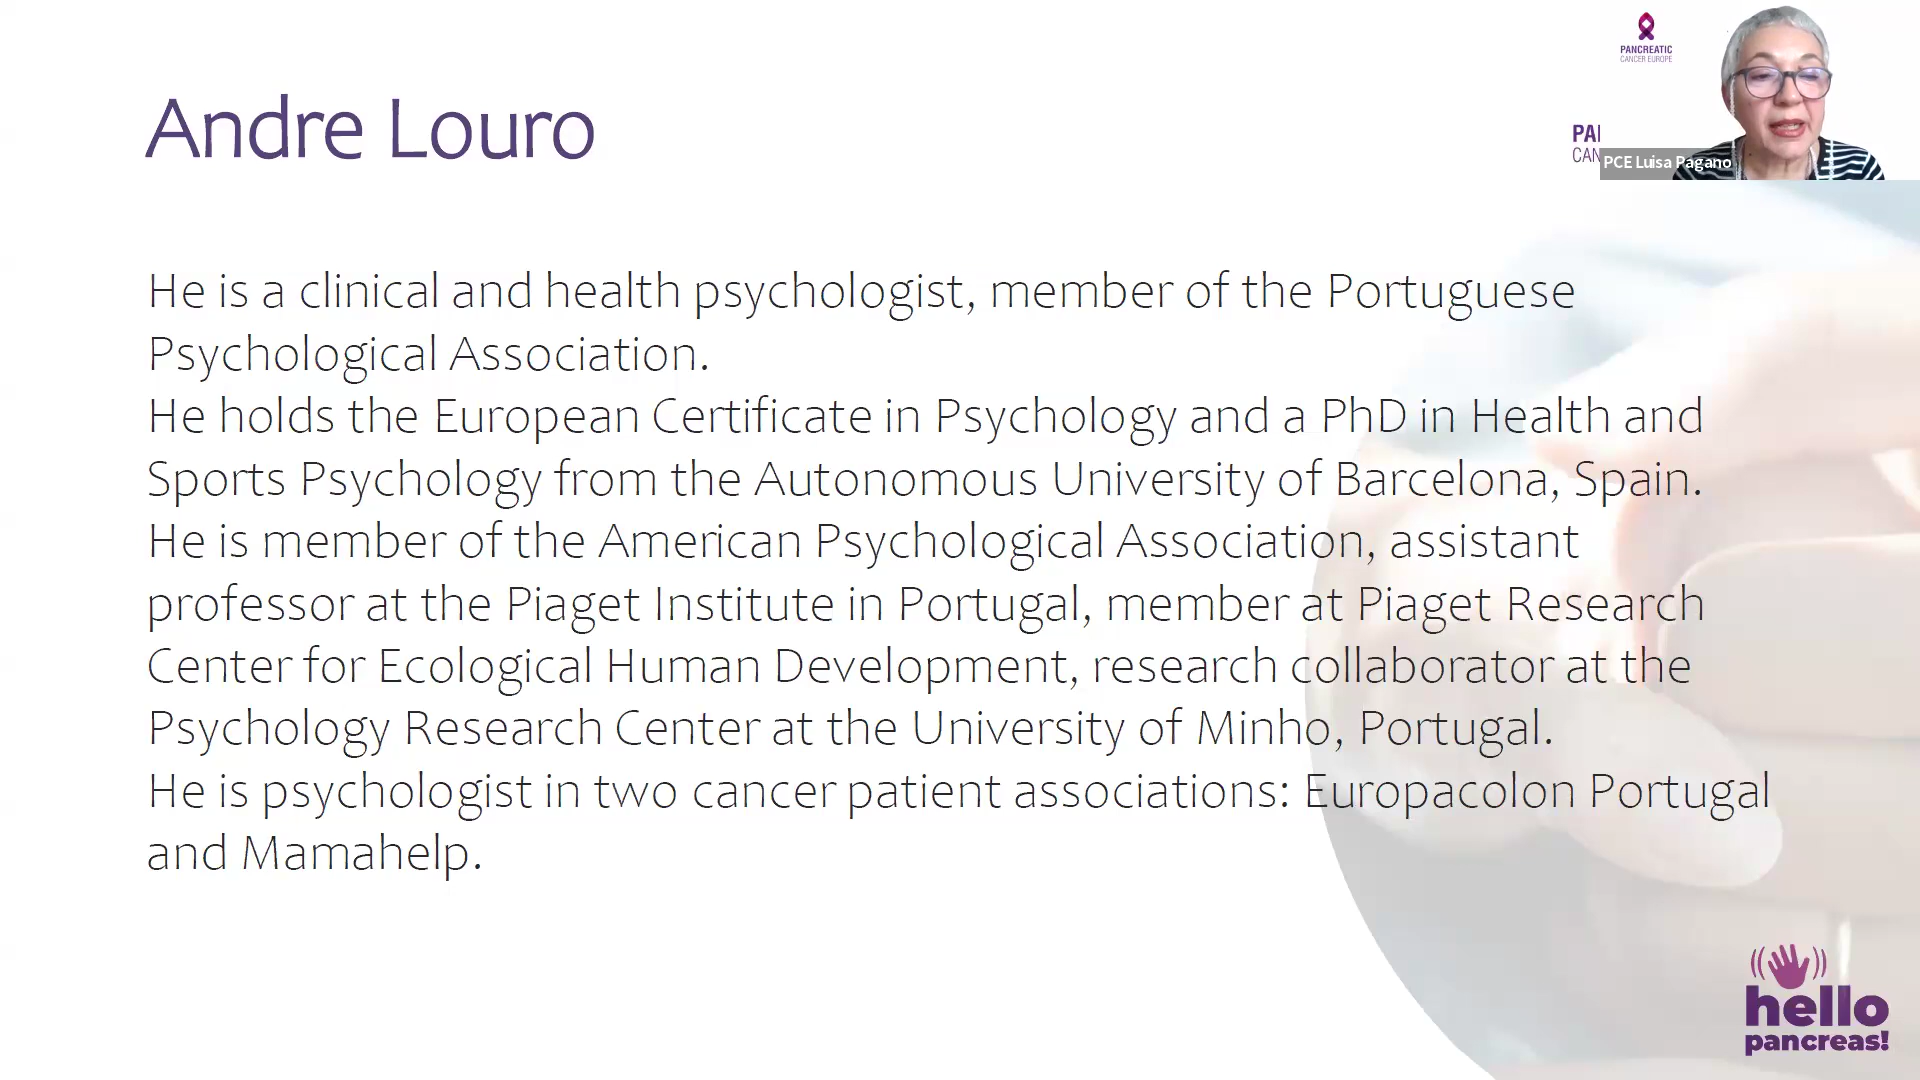 Andre Louro
PANCREATIC
CANCER EUROPE
PAI
CAN
PCE Luisa Pagano
He is a clinical and health psychologist, member of the Portuguese
Psychological Association.
He holds the European Certificate in Psychology and a PhD in Health and
Sports Psychology from the Autonomous University of Barcelona, Spain.
He is member of the American Psychological Association, assistant
professor at the Piaget Institute in Portugal, member at Piaget Research
Center for Ecological Human Development, research collaborator at the
Psychology Research Center at the University of Minho, Portugal.
He is psychologist in two cancer patient associations: Europacolon Portugal
and Mamahelp.
hello
pancreas!